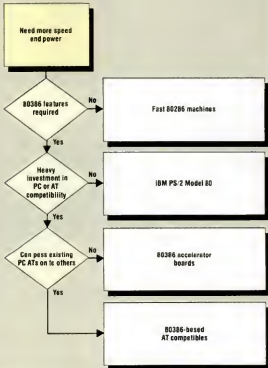 Need more speed
and power
80386 features
required
No
Fast 80286 machines
Yes
Heavy
investment in
PC or AT
compatibility
No
IBM PS/2 Model 80
Yes
Can pass existing
PC ATs on to others
No
80386 accelerator
boards
Yes
80386-based
AT compatibles